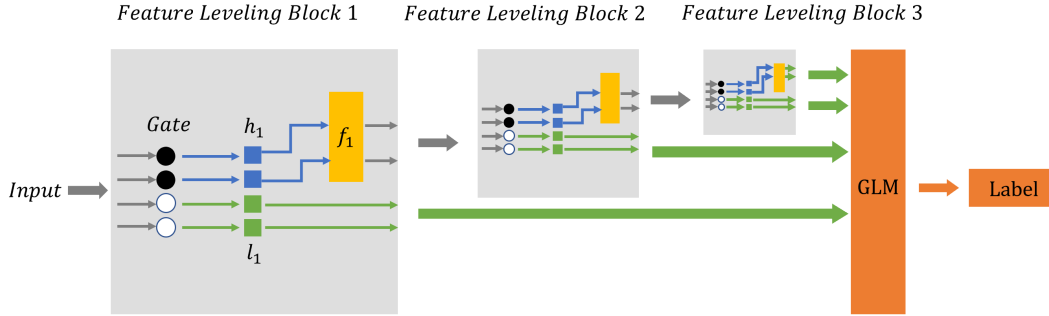 Feature Leveling Block 1
Feature Leveling Block 2
Feature Leveling Block 3
Gate
h₁
f₁
Input
l₁
GLM
Label